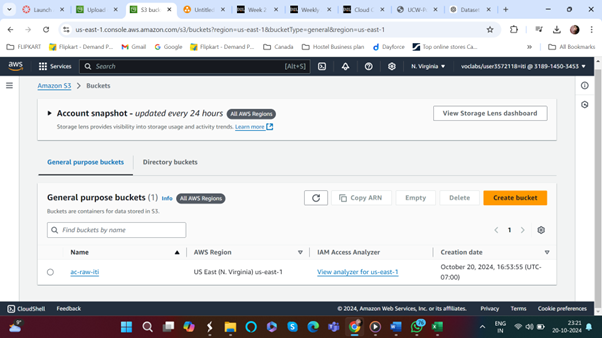 Launch
Upload
S3 buck
Untitled
Week 2
Weekly
Cloud C
UCW-F
Dataset
us-east-1.console.aws.amazon.com/s3/buckets?region=us-east-1&bucketType=general&region=us-east-1
FLIPKART
Flipkart - Demand P...
Gmail
Google
Flipkart - Demand P...
Canada
Hostel Business plan
Dayforce
Top online stores Ca...
All Bookmarks
aws
Services
Search
[Alt+S]
N. Virginia
voclabs/user3572118=iti @ 3189-1450-3453
Amazon S3
Buckets
Account snapshot - updated every 24 hours
All AWS Regions
View Storage Lens dashboard
Storage lens provides visibility into storage usage and activity trends. Learn more
General purpose buckets
Directory buckets
General purpose buckets (1)
Info
All AWS Regions
Copy ARN
Empty
Delete
Create bucket
Buckets are containers for data stored in S3.
Find buckets by name
1
Name
AWS Region
IAM Access Analyzer
Creation date
ac-raw-iti
US East (N. Virginia) us-east-1
View analyzer for us-east-1
October 20, 2024, 16:53:55 (UTC-
07:00)
CloudShell
Feedback
© 2024, Amazon Web Services, Inc. or its affiliates.
Privacy
Terms
Cookie preferences
ENG
IN
23:21
20-10-2024